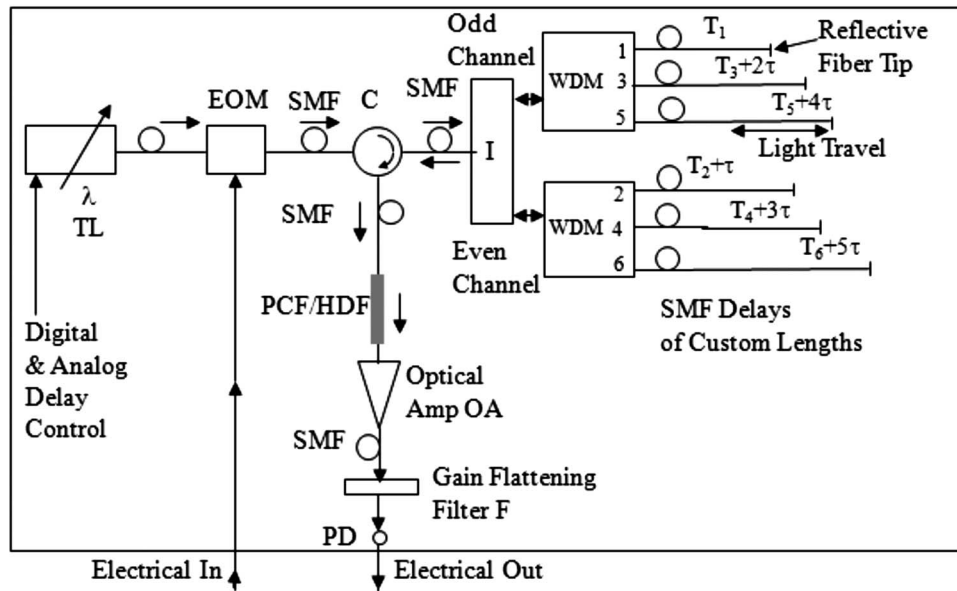 Odd
Channel
EOM
SMF
C
SMF
I
λ
TL
WDM
1
3
5
T₁
T₃+2τ
T₅+4τ
Reflective
Fiber Tip
Light Travel
WDM
2
4
6
T₂+τ
T₄+3τ
T₆+5τ
SMF
Even
Channel
PCF/HDF
SMF Delays
of Custom Lengths
Digital
& Analog
Delay
Control
Optical
Amp OA
SMF
Gain Flattening
Filter F
PD
Electrical In
Electrical Out